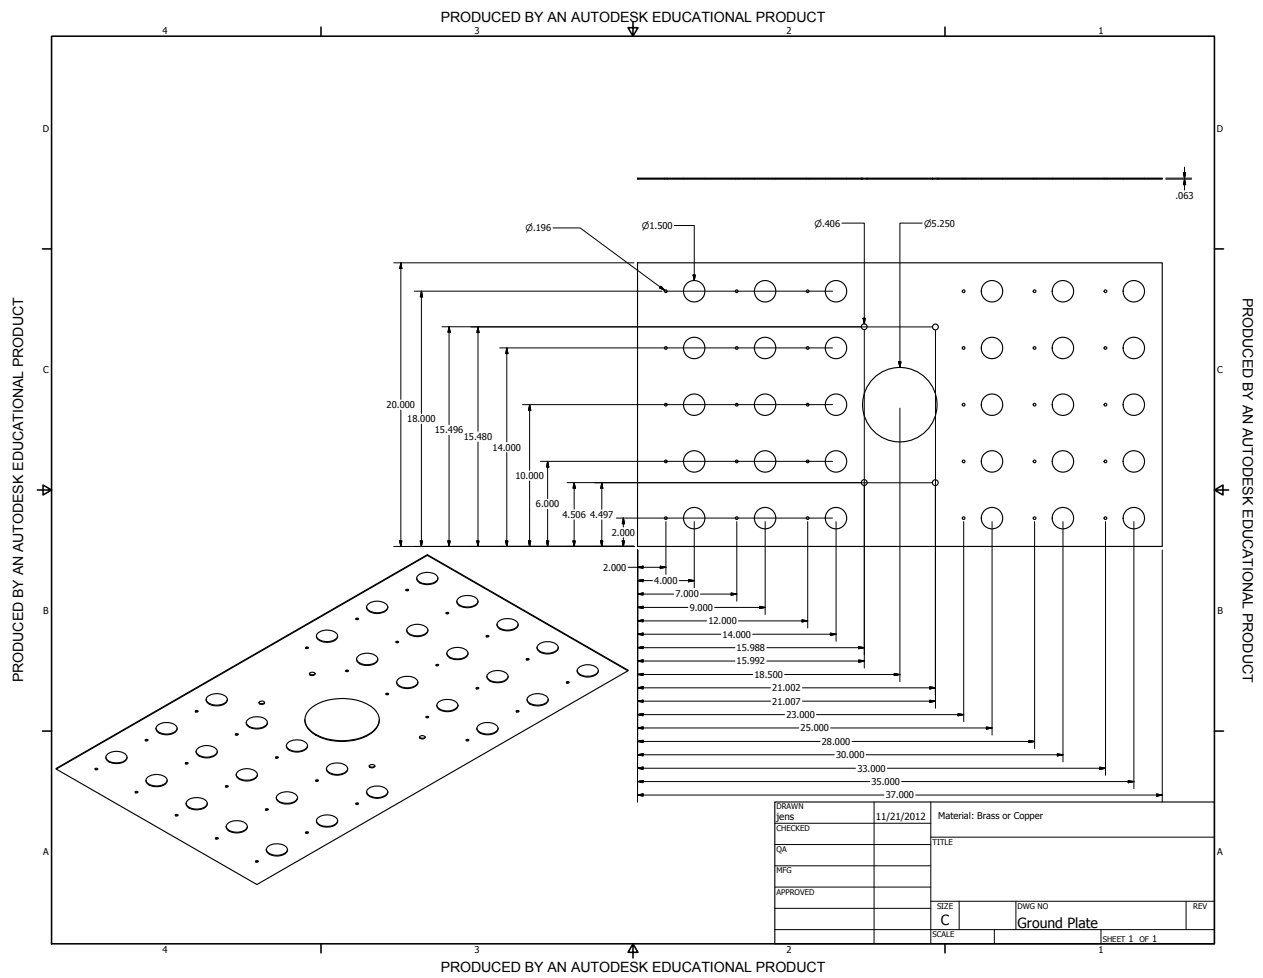 PRODUCED BY AN AUTODESK EDUCATIONAL PRODUCT
4
3
2
1
D
D
.063
Ø.196
Ø1.500
Ø.406
Ø5.250
PRODUCED BY AN AUTODESK EDUCATIONAL PRODUCT
PRODUCED BY AN AUTODESK EDUCATIONAL PRODUCT
C
C
20.000
18.000
15.496
15.480
14.000
10.000
6.000
4.506
4.497
2.000
2.000
4.000
7.000
9.000
12.000
14.000
15.988
15.992
18.500
21.002
21.007
23.000
25.000
28.000
30.000
33.000
35.000
37.000
B
B
A
A
DRAWN
jens
11/21/2012
CHECKED
QA
MFG
APPROVED
Material: Brass or Copper
TITLE
SIZE
C
DWG NO
Ground Plate
REV
SCALE
SHEET 1 OF 1
4
3
2
1
PRODUCED BY AN AUTODESK EDUCATIONAL PRODUCT